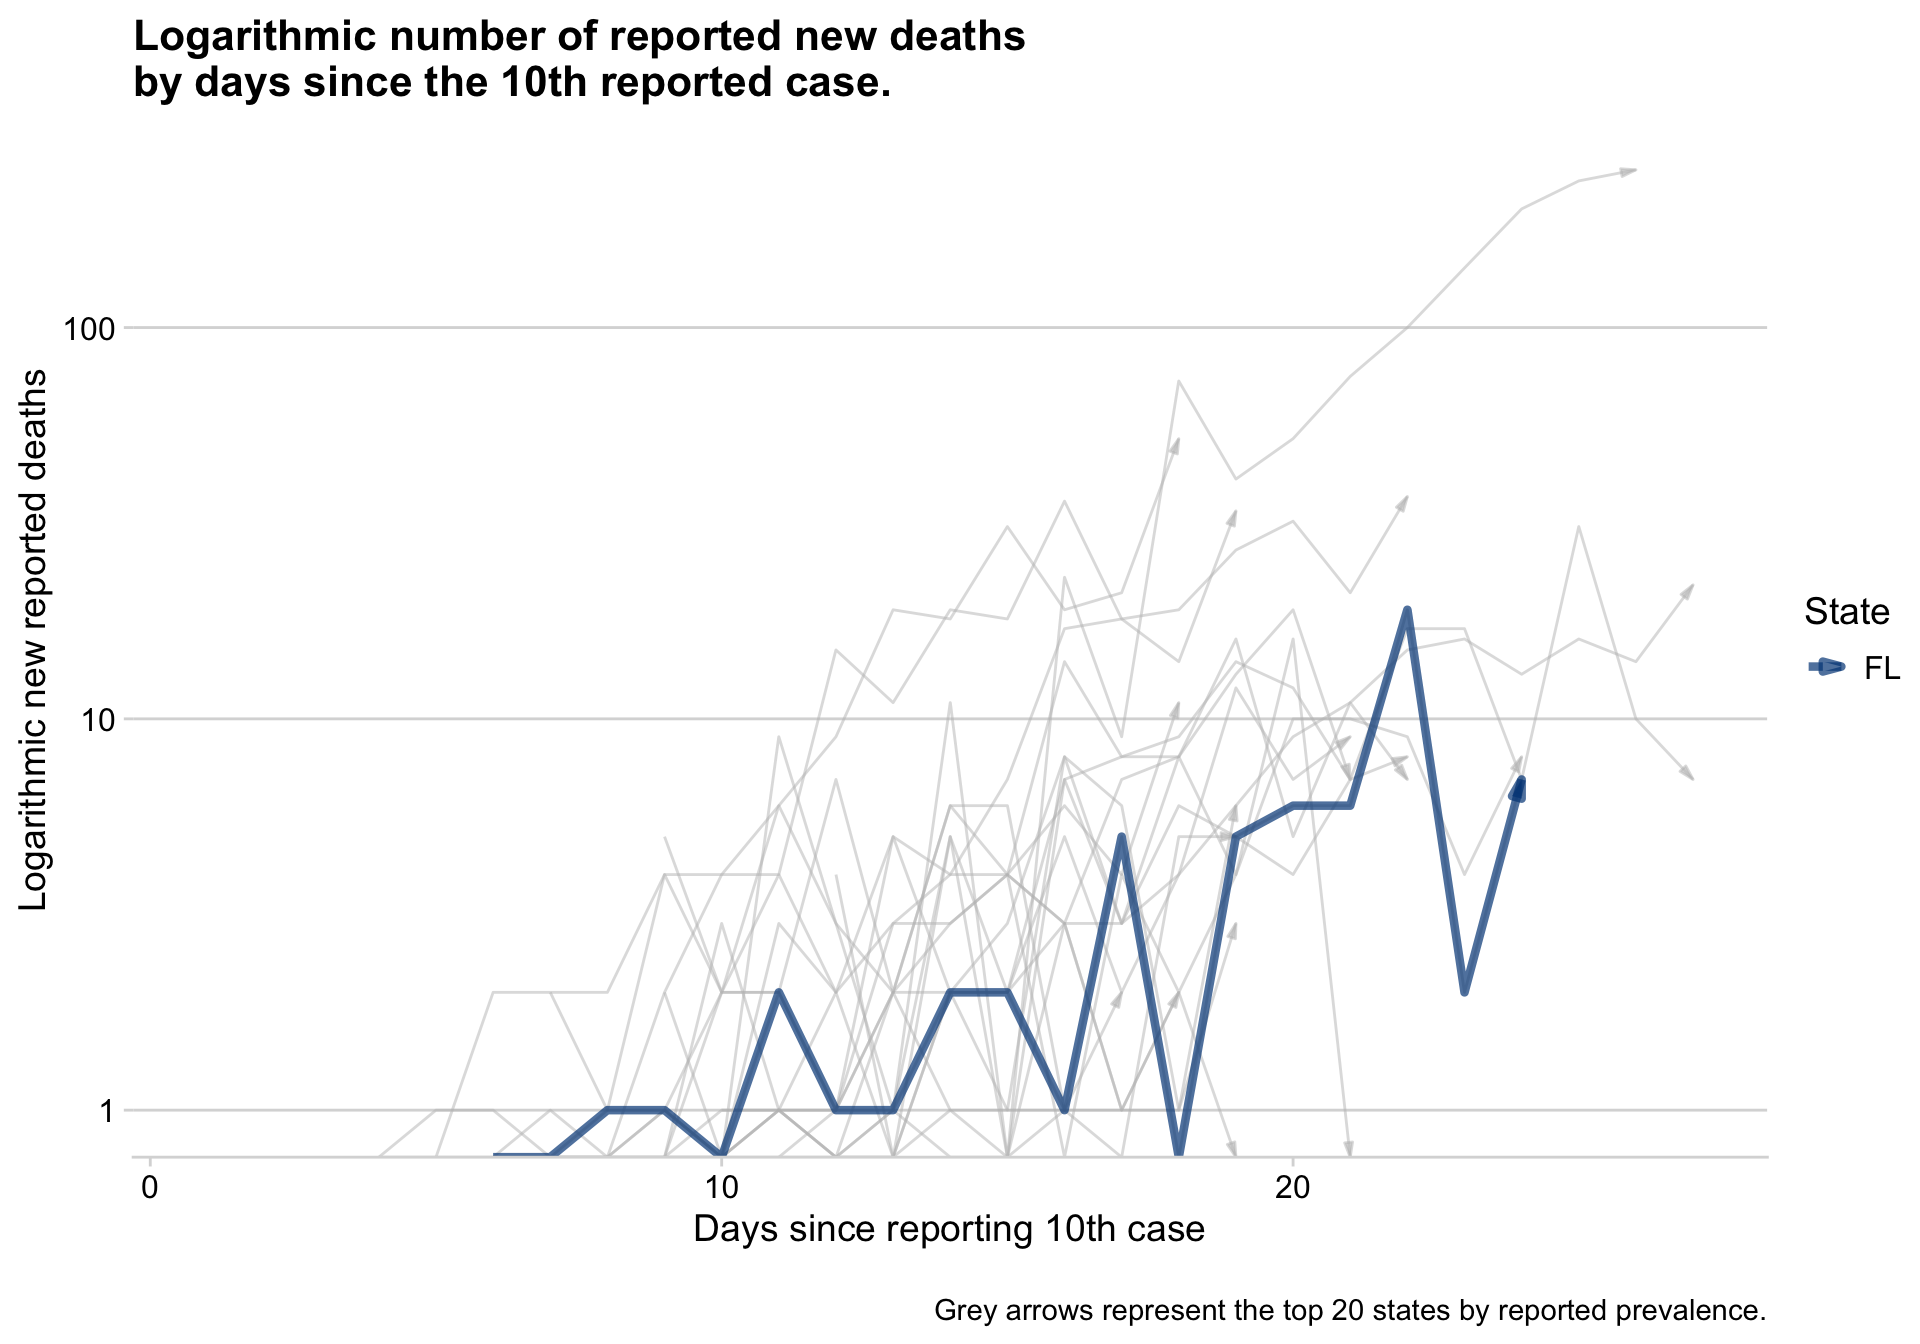 Logarithmic number of reported new deaths
by days since the 10th reported case.
Logarithmic new reported deaths
100
10
1
0
10
20
Days since reporting 10th case
State
FL
Grey arrows represent the top 20 states by reported prevalence.